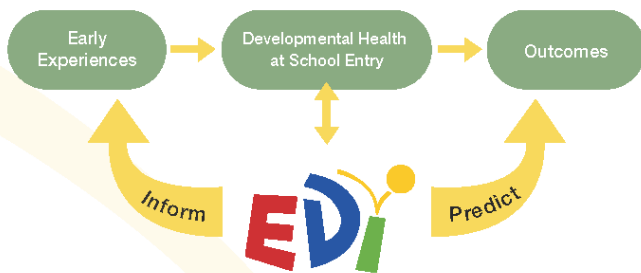 Early
Experiences
Developmental Health
at School Entry
Outcomes
Inform
EDI
Predict